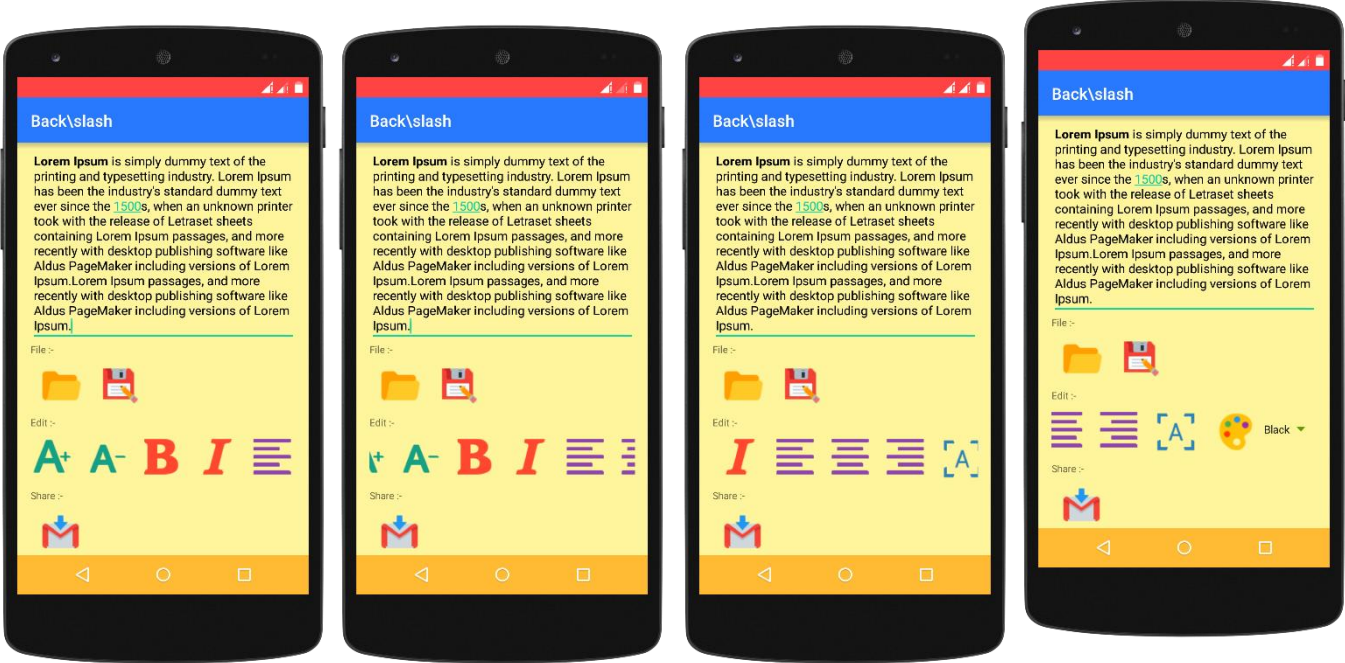 Back\slash
Lorem Ipsum is simply dummy text of the
printing and typesetting industry. Lorem Ipsum
has been the industry's standard dummy text
ever since the 1500s, when an unknown printer
took with the release of Letraset sheets
containing Lorem Ipsum passages, and more
recently with desktop publishing software like
Aldus PageMaker including versions of Lorem
Ipsum.Lorem Ipsum passages, and more
recently with desktop publishing software like
Aldus PageMaker including versions of Lorem
Ipsum.
File :-
Edit :-
A+ A- B I
Share :-
Back\slash
Lorem Ipsum is simply dummy text of the
printing and typesetting industry. Lorem Ipsum
has been the industry's standard dummy text
ever since the 1500s, when an unknown printer
took with the release of Letraset sheets
containing Lorem Ipsum passages, and more
recently with desktop publishing software like
Aldus PageMaker including versions of Lorem
Ipsum.Lorem Ipsum passages, and more
recently with desktop publishing software like
Aldus PageMaker including versions of Lorem
Ipsum.
File :-
Edit :-
A+ A- B I
Share :-
Back\slash
Lorem Ipsum is simply dummy text of the
printing and typesetting industry. Lorem Ipsum
has been the industry's standard dummy text
ever since the 1500s, when an unknown printer
took with the release of Letraset sheets
containing Lorem Ipsum passages, and more
recently with desktop publishing software like
Aldus PageMaker including versions of Lorem
Ipsum.Lorem Ipsum passages, and more
recently with desktop publishing software like
Aldus PageMaker including versions of Lorem
Ipsum.
File :-
Edit :-
I A
Share :-
Back\slash
Lorem Ipsum is simply dummy text of the
printing and typesetting industry. Lorem Ipsum
has been the industry's standard dummy text
ever since the 1500s, when an unknown printer
took with the release of Letraset sheets
containing Lorem Ipsum passages, and more
recently with desktop publishing software like
Aldus PageMaker including versions of Lorem
Ipsum.Lorem Ipsum passages, and more
recently with desktop publishing software like
Aldus PageMaker including versions of Lorem
Ipsum.
File :-
Edit :-
A Black
Share :-